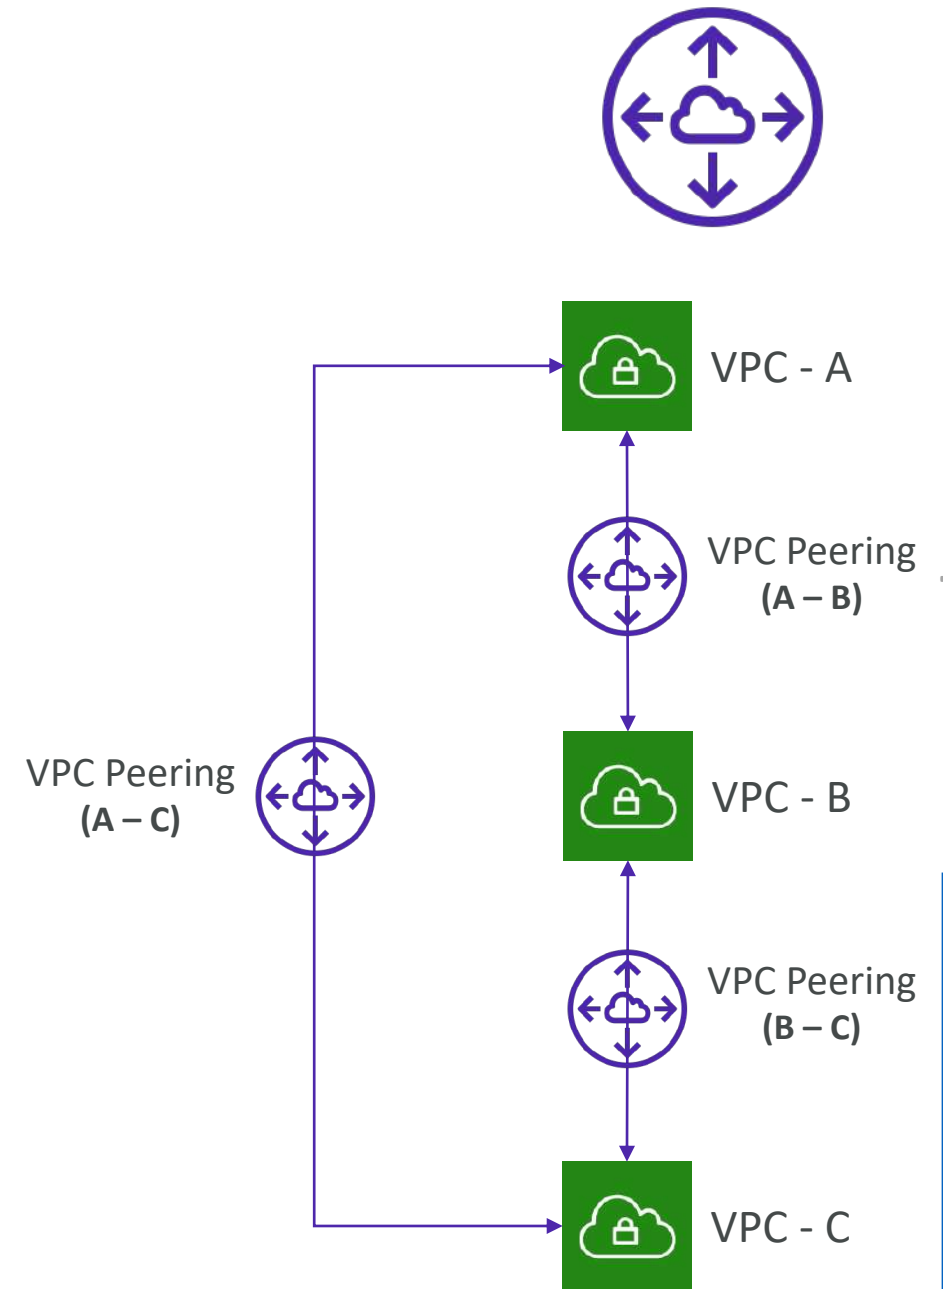 VPC - A
VPC Peering
(A – B)
VPC Peering
(A – C)
VPC - B
VPC Peering
(B – C)
VPC - C